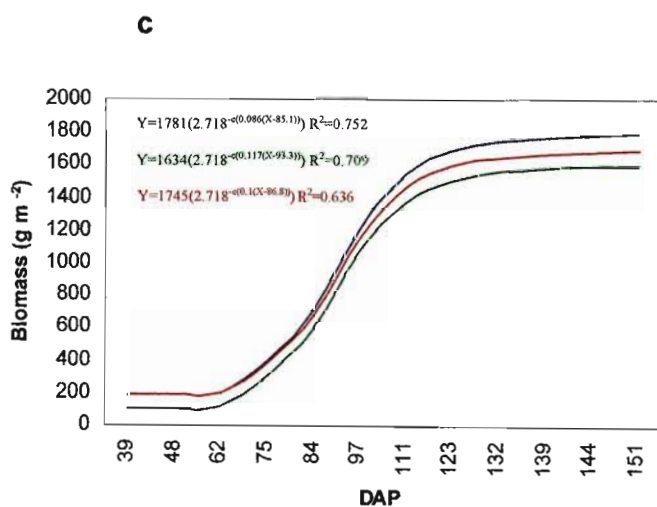 C
Y=1781(2.718^-e(0.086(X-85.1))) R²=0.752
Y=1634(2.718^-e(0.117(X-93.3))) R²=0.709
Y=1745(2.718^-e(0.1(X-86.8))) R²=0.636
Biomass (g m ⁻²)
2000
1800
1600
1400
1200
1000
800
600
400
200
0
39 48 62 75 84 97 111 123 132 139 144 151
DAP